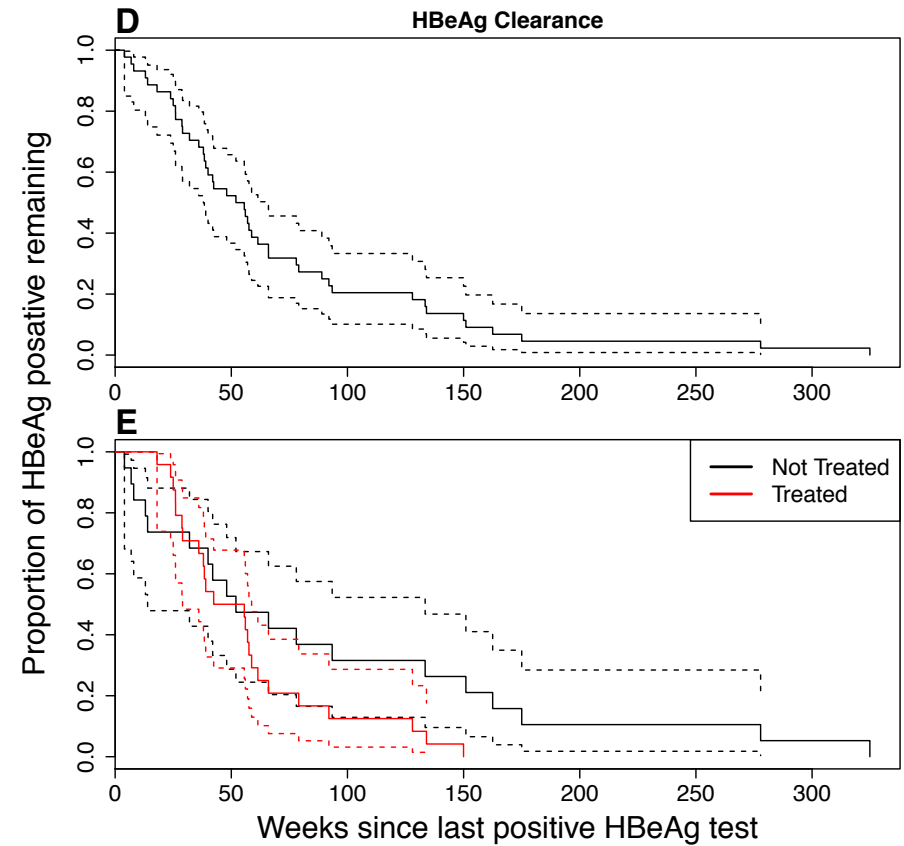 D
HBeAg Clearance
1.0
0.8
0.6
0.4
0.2
0.0
0 50 100 150 200 250 300
E
Not Treated
Treated
1.0
0.8
0.6
0.4
0.2
0.0
0 50 100 150 200 250 300
Proportion of HBeAg posative remaining
Weeks since last positive HBeAg test